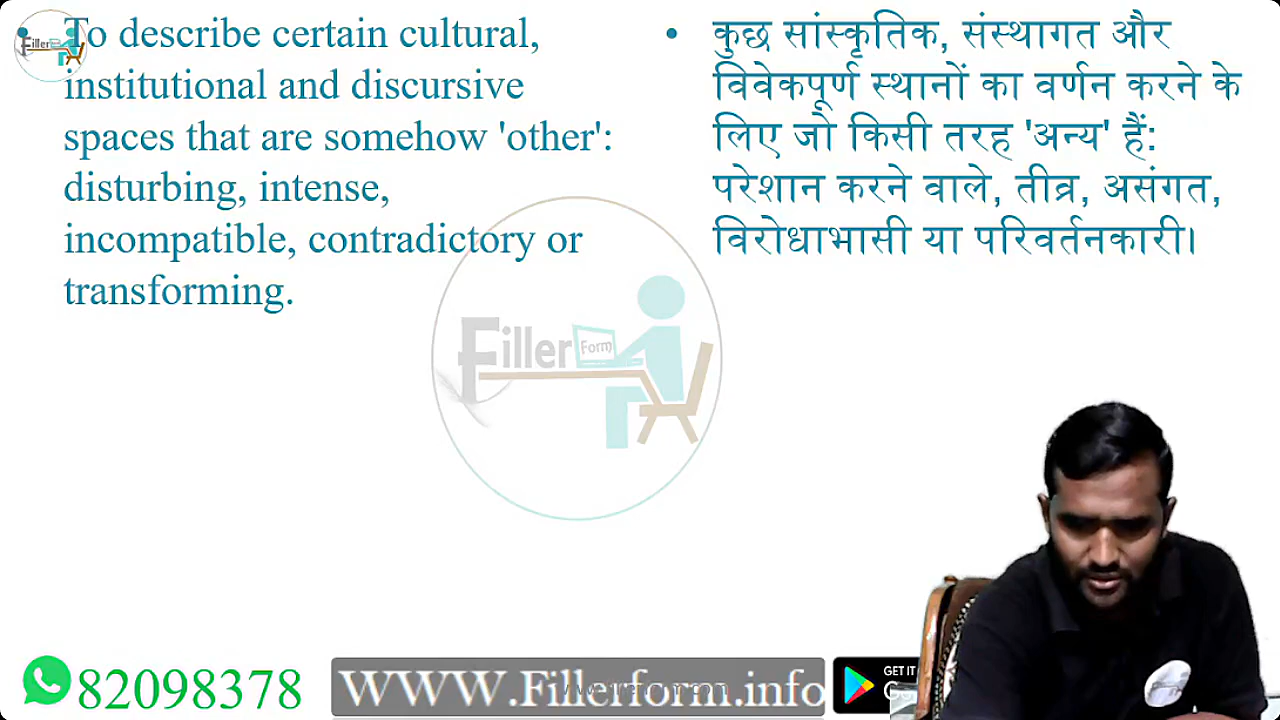 To describe certain cultural,
institutional and discursive
spaces that are somehow 'other':
disturbing, intense,
incompatible, contradictory or
transforming.
कुछ सांस्कृतिक, संस्थागत और
विवेकपूर्ण स्थानों का वर्णन करने के
लिए जो किसी तरह 'अन्य' हैं:
परेशान करने वाले, तीव्र, असंगत,
विरोधाभासी या परिवर्तनकारी।
Filler
Filler Form
82098378
WWW.Fillerform.info
GET IT